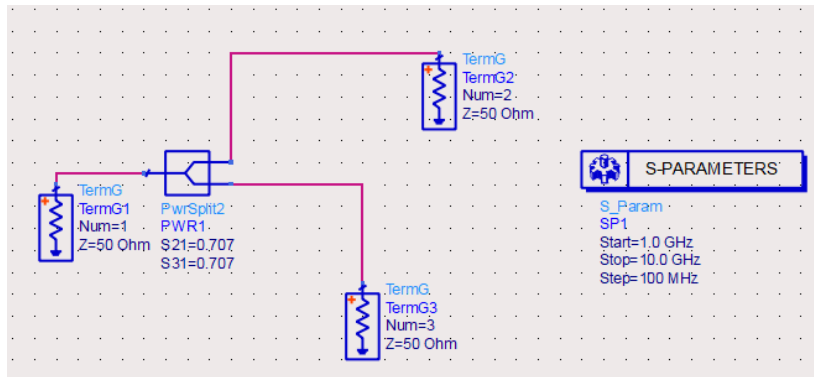 TermG
TermG2
Num=2
Z=50 Ohm
S-PARAMETERS
TermG
TermG1
Num=1
Z=50 Ohm
PwrSplit2
PWR1
S21=0.707
S31=0.707
S_Param
SP1
Start=1.0 GHz
Stop=10.0 GHz
Step=100 MHz
TermG
TermG3
Num=3
Z=50 Ohm